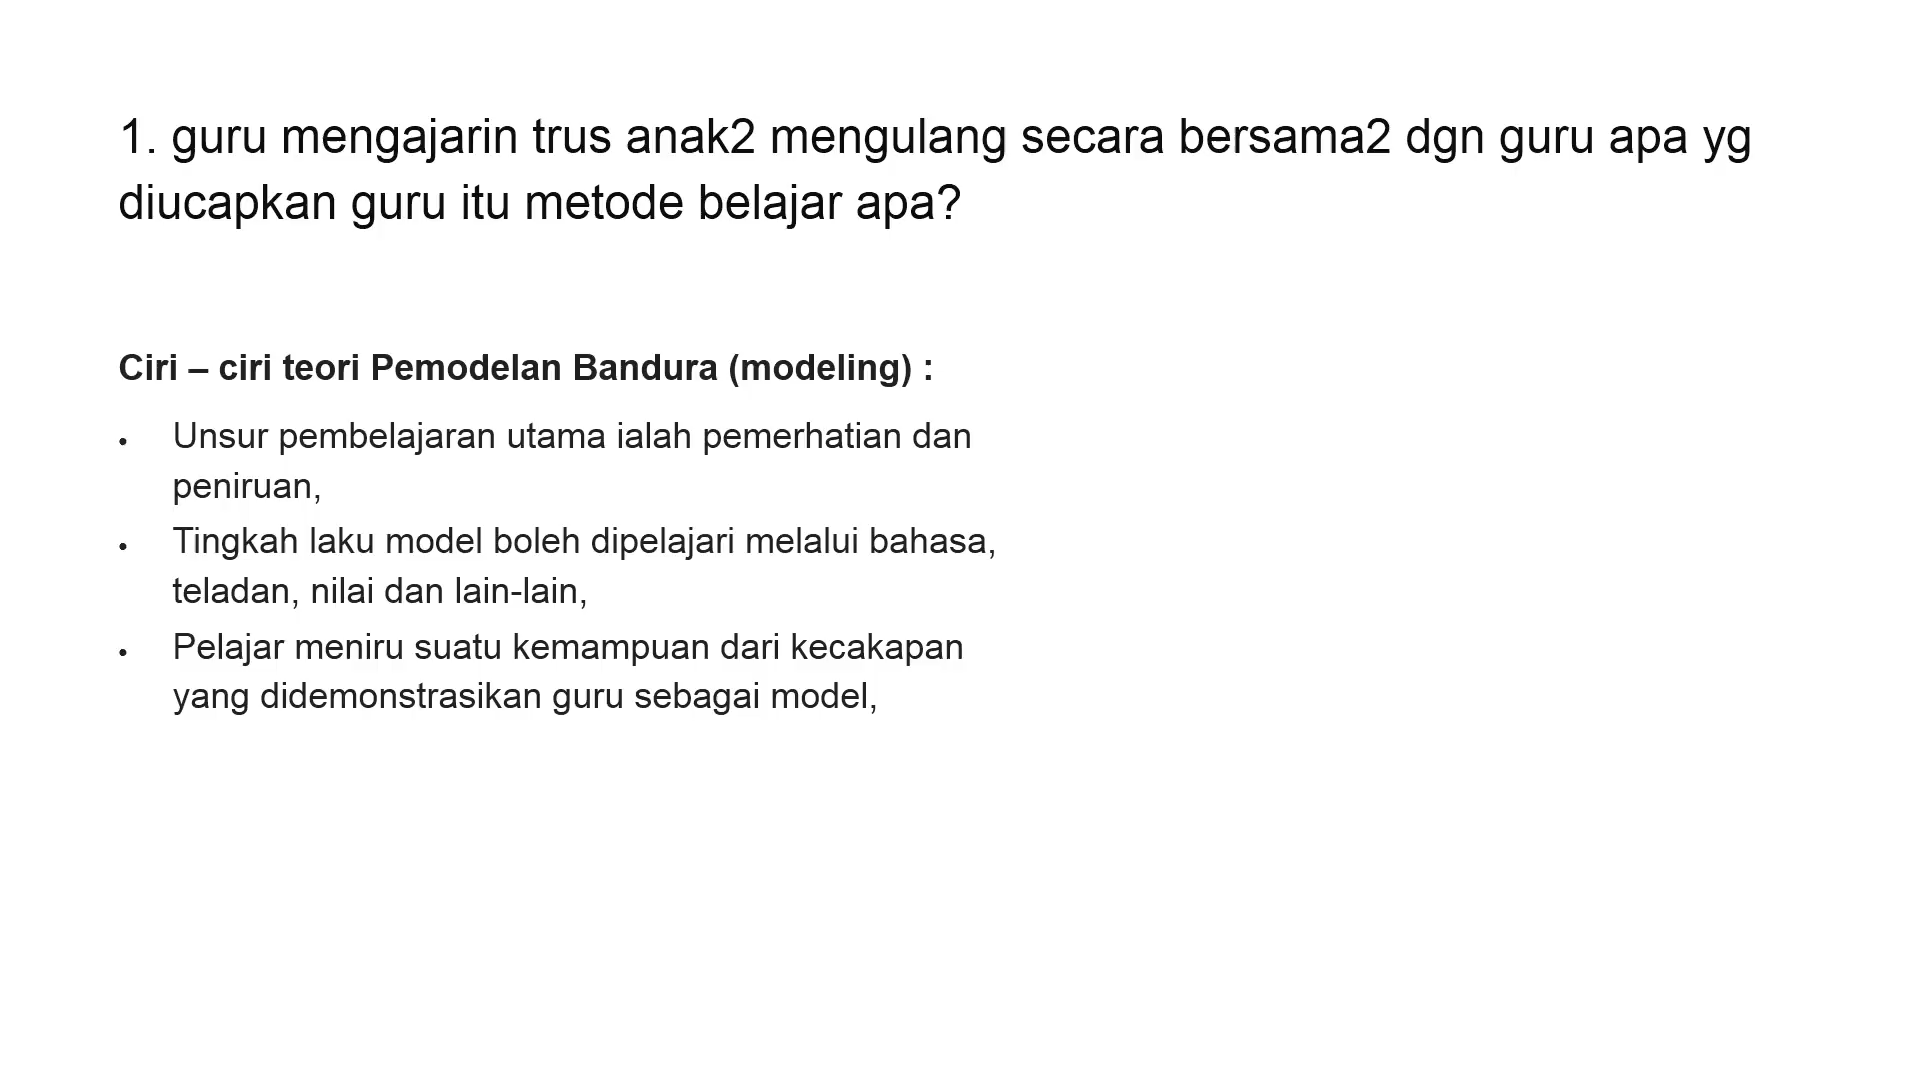 1. guru mengajarin trus anak2 mengulang secara bersama2 dgn guru apa yg
diucapkan guru itu metode belajar apa?
Ciri – ciri teori Pemodelan Bandura (modeling) :
• Unsur pembelajaran utama ialah pemerhatian dan
peniruan,
• Tingkah laku model boleh dipelajari melalui bahasa,
teladan, nilai dan lain-lain,
• Pelajar meniru suatu kemampuan dari kecakapan
yang didemonstrasikan guru sebagai model,